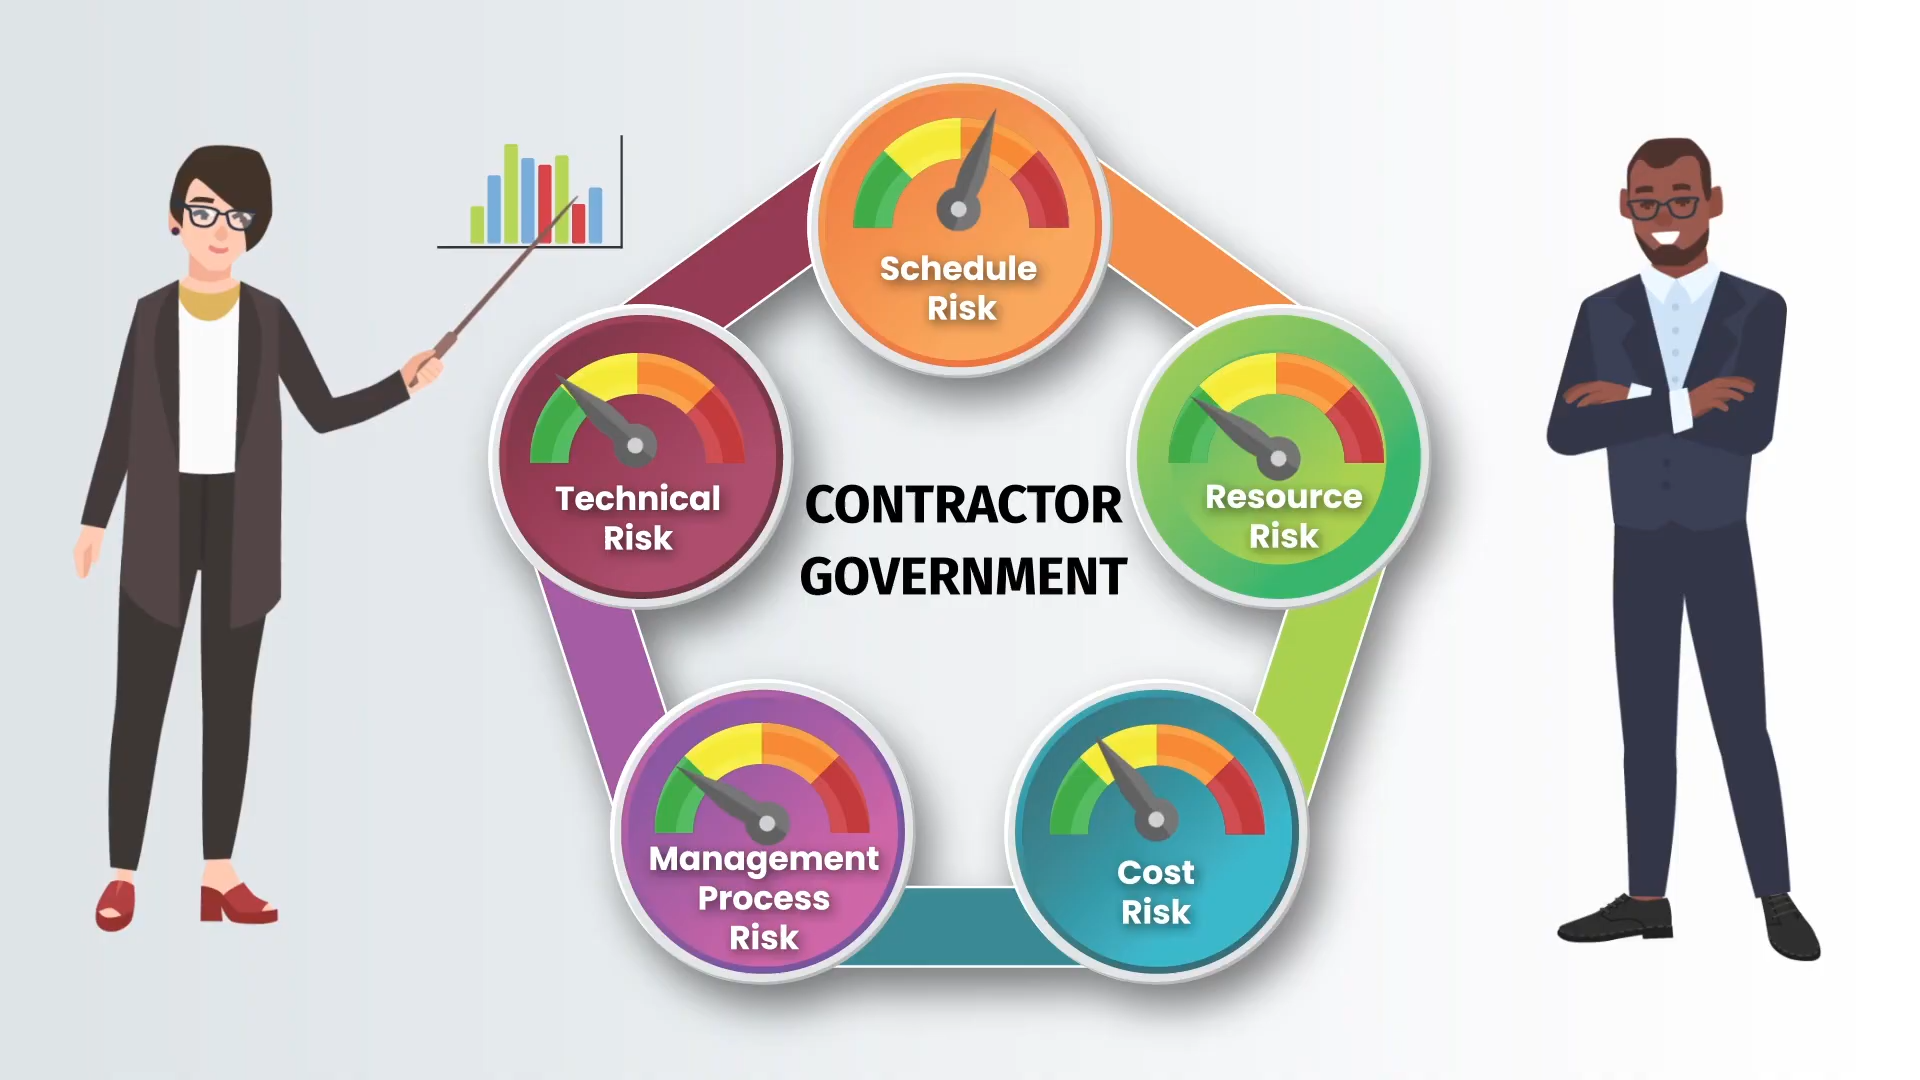 Schedule
Risk
Technical
Risk
CONTRACTOR
GOVERNMENT
Resource
Risk
Management
Process
Risk
Cost
Risk